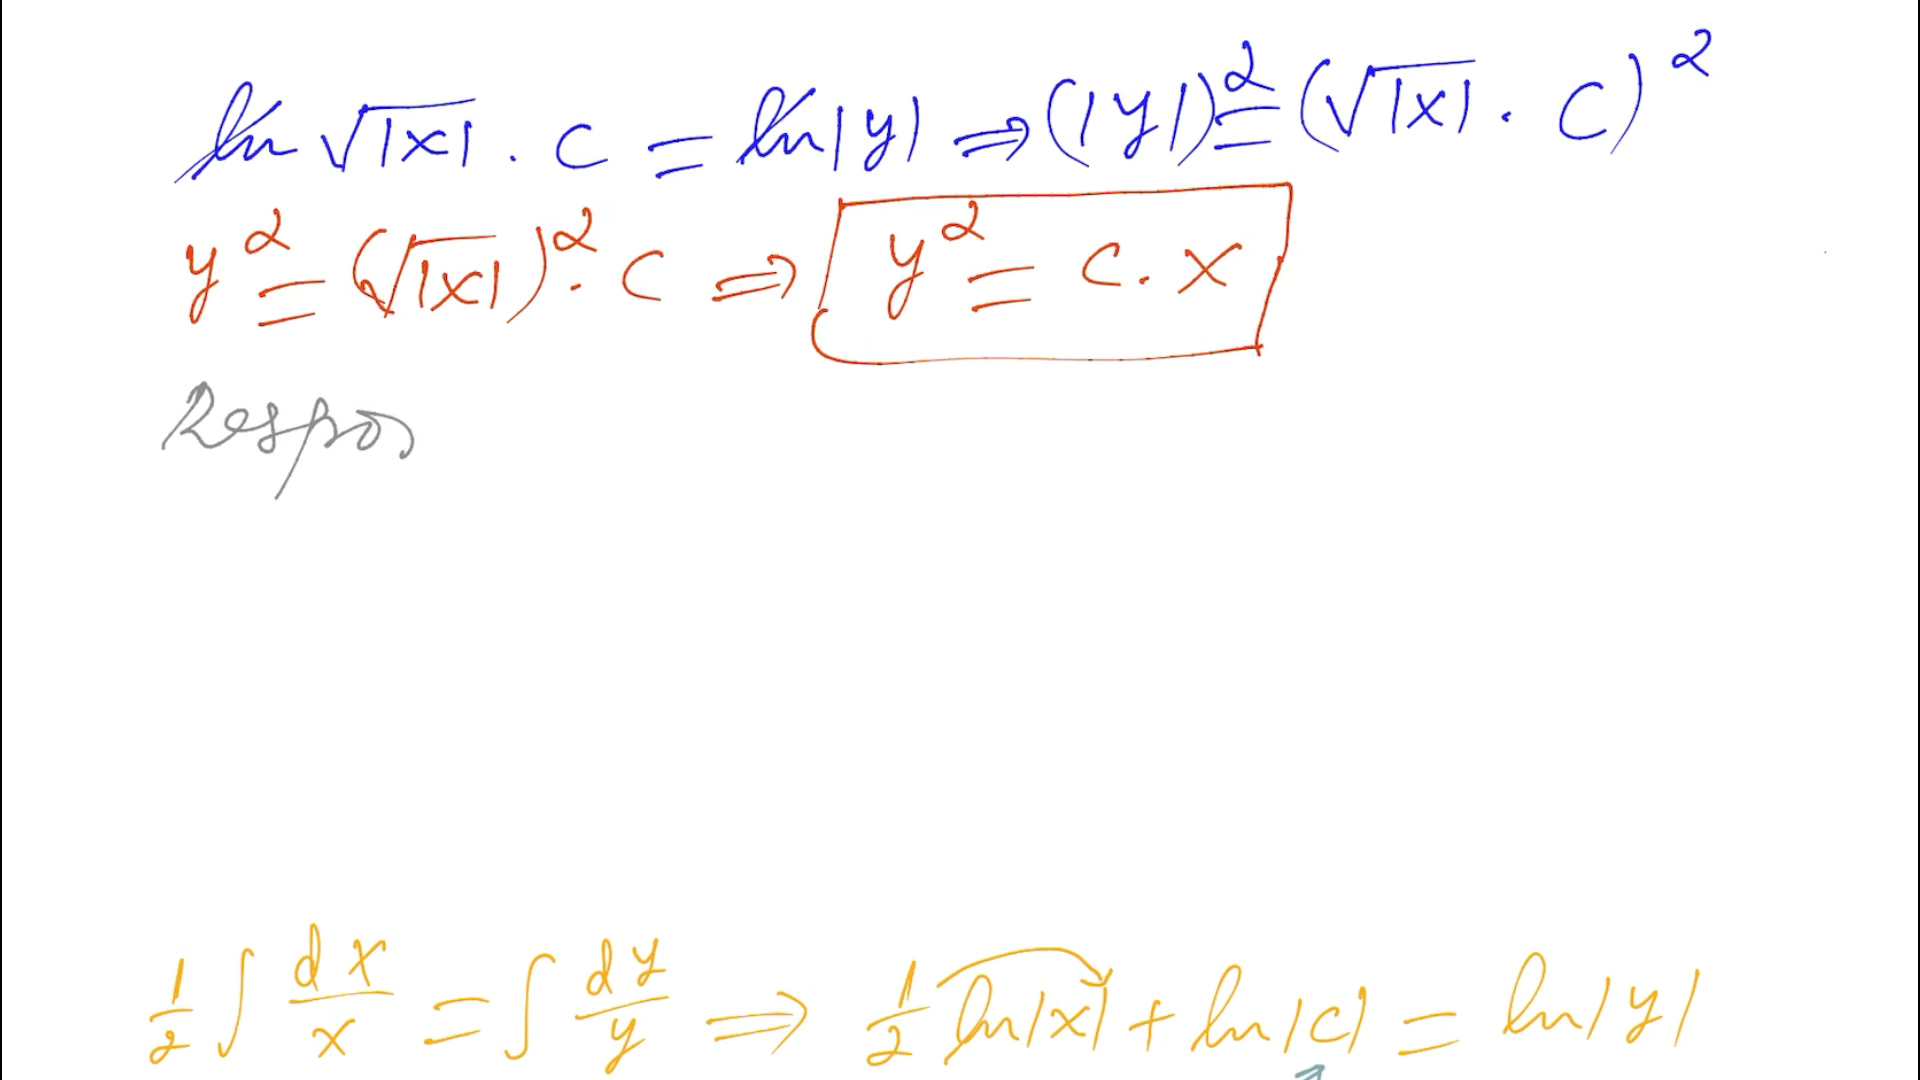 ln √|x| . c = ln|y| ⇒ (|y|)² = (√|x| . c)²
y² = (√|x|)² . c ⇒ y² = c . x
Respos
1/2 ∫ dx/x = ∫ dy/y ⇒ 1/2 ln|x| + ln|c| = ln|y|